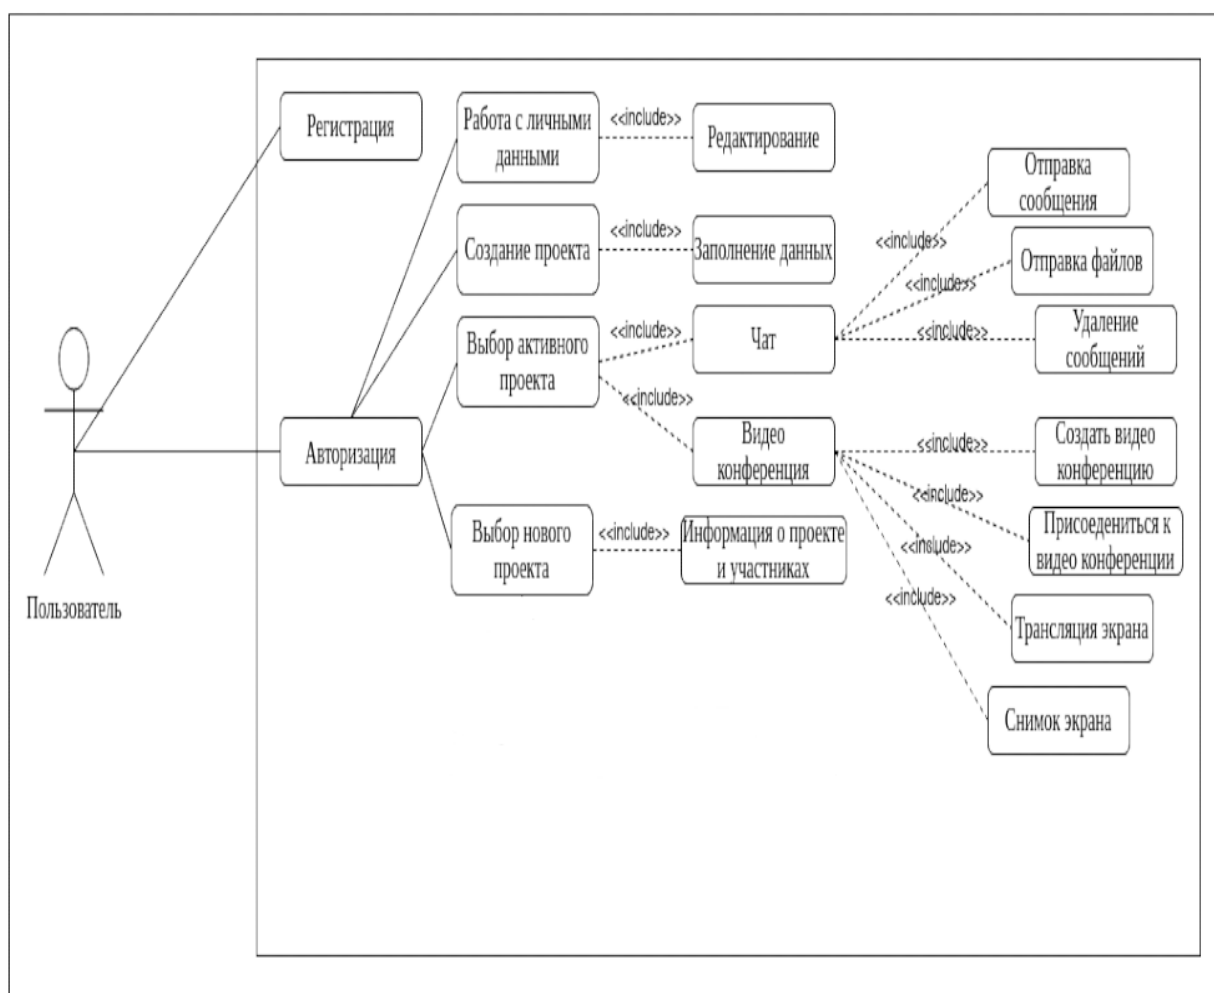 Регистрация
Работа с личными
данными
<<include>>
Редактирование
Отправка
сообщения
Создание проекта
<<include>>
Заполнение данных
<<include>>
Отправка файлов
<<include>>
Выбор активного
проекта
<<include>>
Чат
<<include>>
Удаление
сообщений
<<include>>
Авторизация
Видео
конференция
<<include>>
Создать видео
конференцию
<<include>>
Присоедениться к
видео конференции
Выбор нового
проекта
<<include>>
Информация о проекте
и участниках
<<include>>
Трансляция экрана
<<include>>
Снимок экрана
Пользователь